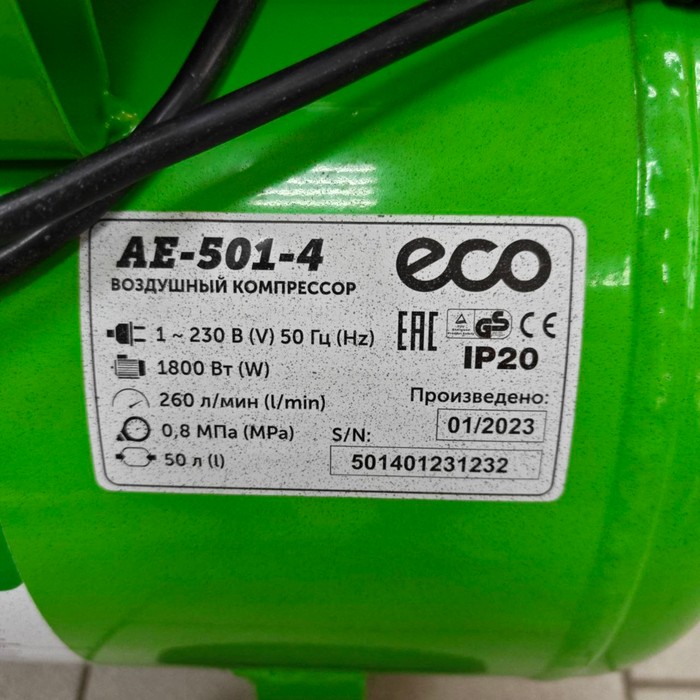 AE-501-4
eco
ВОЗДУШНЫЙ КОМПРЕССОР
1 ~ 230 В (V) 50 Гц (Hz)
EAC
GS CE
1800 Вт (W)
IP20
260 л/мин (l/min)
Произведено:
01/2023
0,8 МПа (MPa)
S/N:
501401231232
50 л (l)